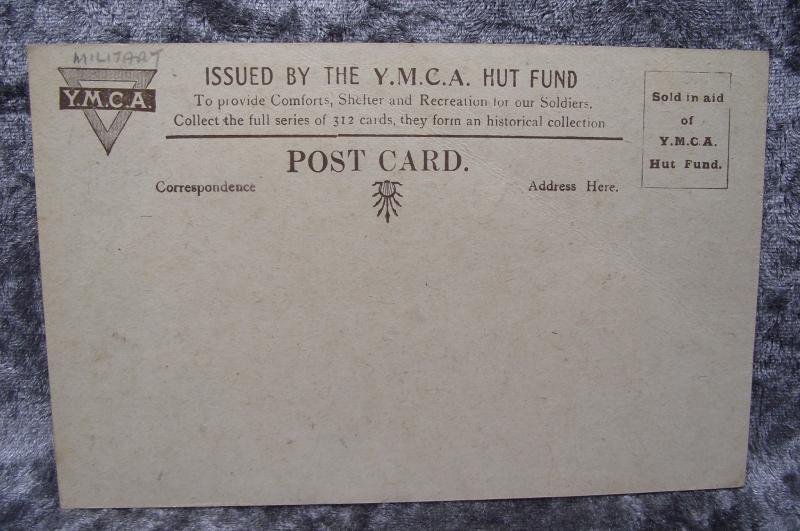 MILITARY
Y.M.C.A.
ISSUED BY THE Y.M.C.A. HUT FUND
To provide Comforts, Shelter and Recreation for our Soldiers.
Collect the full series of 312 cards, they form an historical collection
POST CARD.
Correspondence
Address Here.
Sold in aid
of
Y.M.C.A.
Hut Fund.